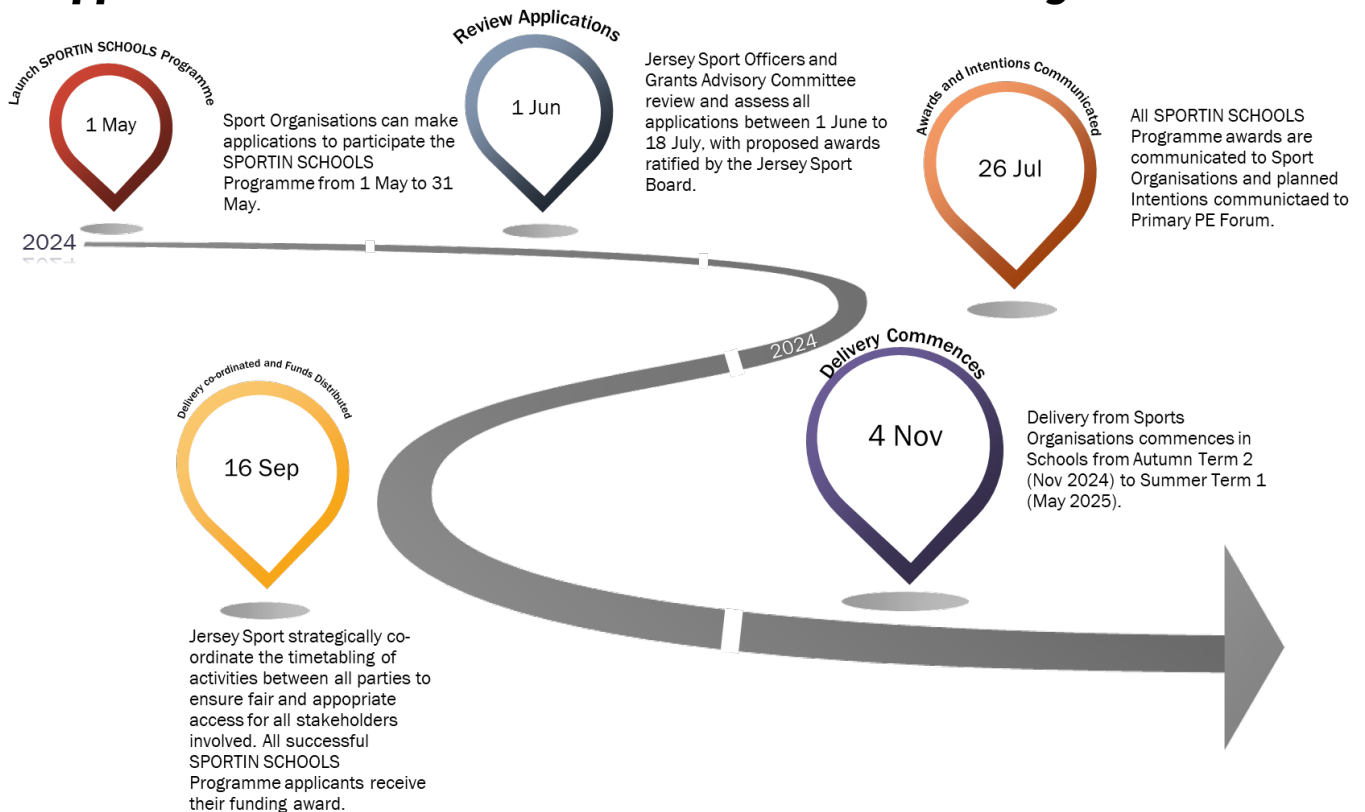 Launch SPORTIN SCHOOLS Programme
1 May
Sport Organisations can make
applications to participate the
SPORTIN SCHOOLS
Programme from 1 May to 31
May.
Review Applications
1 Jun
Jersey Sport Officers and
Grants Advisory Committee
review and assess all
applications between 1 June to
18 July, with proposed awards
ratified by the Jersey Sport
Board.
Awards and Intentions Communicated
26 Jul
All SPORTIN SCHOOLS
Programme awards are
communicated to Sport
Organisations and planned
Intentions communictaed to
Primary PE Forum.
2024
2024
Delivery co-ordinated and Funds Distributed
16 Sep
Jersey Sport strategically co-
ordinate the timetabling of
activities between all parties to
ensure fair and appopriate
access for all stakeholders
involved. All successful
SPORTIN SCHOOLS
Programme applicants receive
their funding award.
Delivery Commences
4 Nov
Delivery from Sports
Organisations commences in
Schools from Autumn Term 2
(Nov 2024) to Summer Term 1
(May 2025).